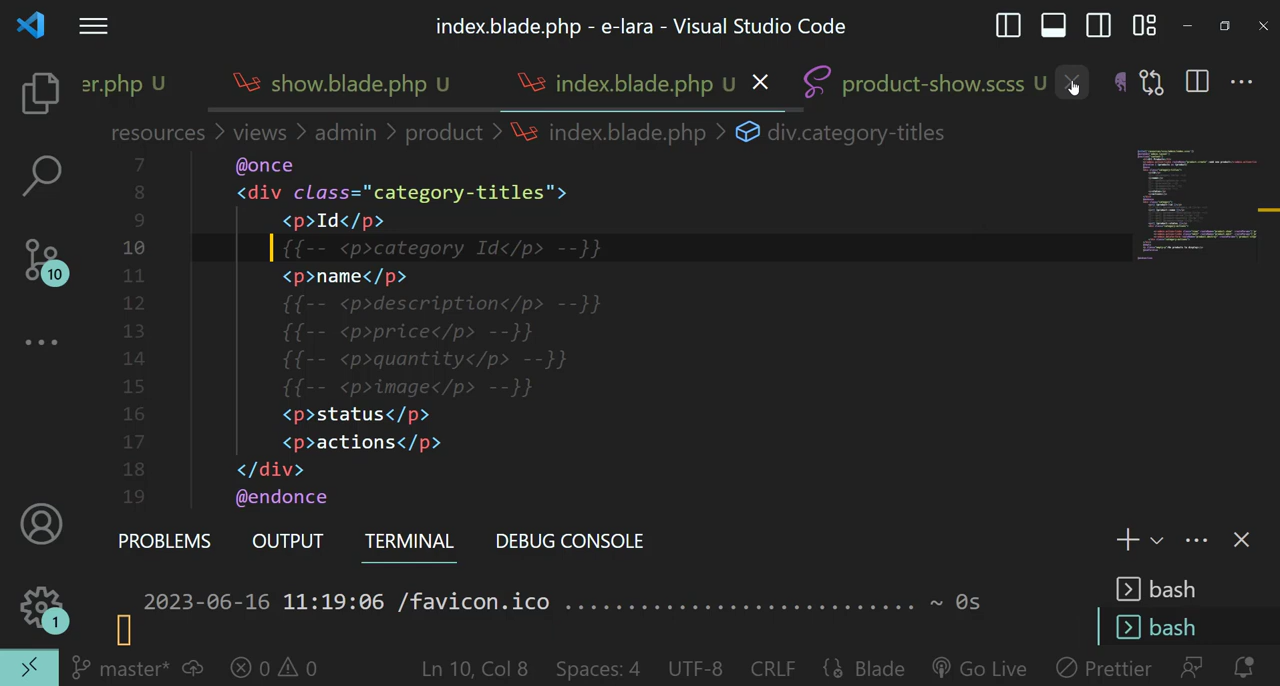 index.blade.php - e-lara - Visual Studio Code
er.php U show.blade.php U index.blade.php U product-show.scss U
resources > views > admin > product > index.blade.php > div.category-titles
7 @once
8 <div class="category-titles">
9 <p>Id</p>
10 {{-- <p>category Id</p> --}}
11 <p>name</p>
12 {{-- <p>description</p> --}}
13 {{-- <p>price</p> --}}
14 {{-- <p>quantity</p> --}}
15 {{-- <p>image</p> --}}
16 <p>status</p>
17 <p>actions</p>
18 </div>
19 @endonce
10
PROBLEMS OUTPUT TERMINAL DEBUG CONSOLE
2023-06-16 11:19:06 /favicon.ico ............................ ~ 0s
bash
bash
1
master* 0 0 Ln 10, Col 8 Spaces: 4 UTF-8 CRLF Blade Go Live Prettier